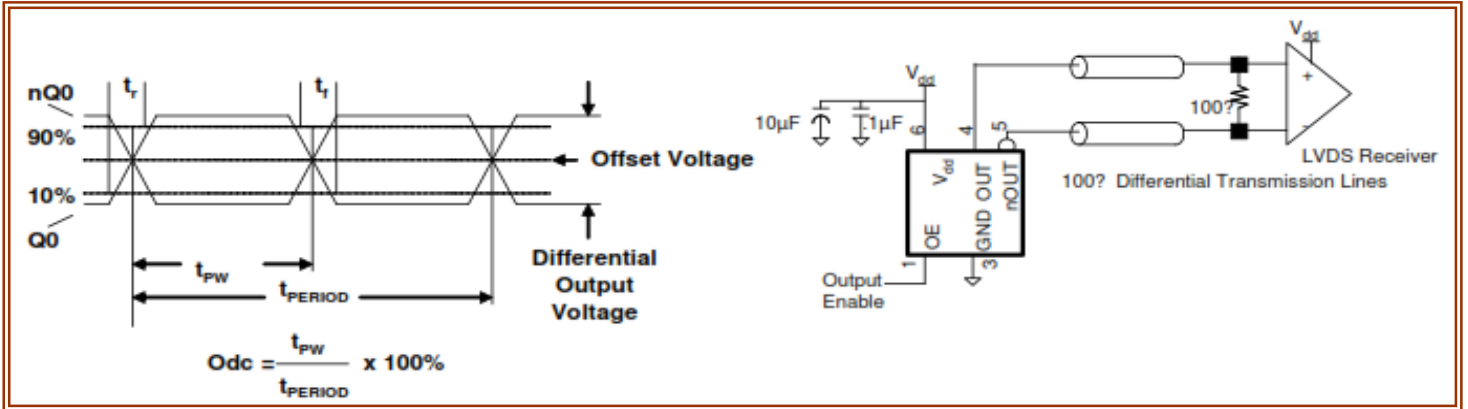 nQ0
90%
10%
Q0
tr
tf
Offset Voltage
Differential
Output
Voltage
tPW
tPERIOD
Odc = tPW / tPERIOD x 100%
Vdd
10µF
.1µF
6
4
5
Vdd
OUT
nOUT
OE
GND
1
3
Output
Enable
Vdd
+
-
100?
LVDS Receiver
100? Differential Transmission Lines